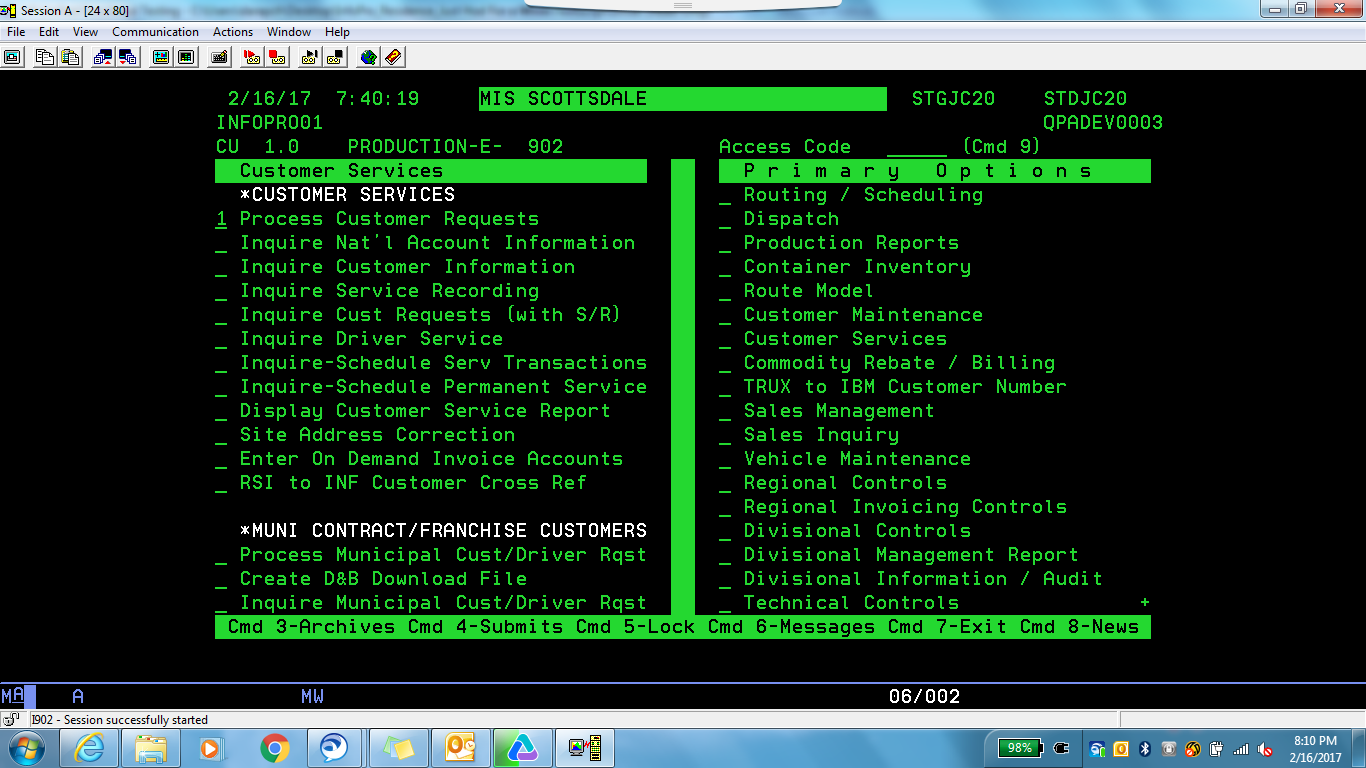 Session A - [24 x 80]
File Edit View Communication Actions Window Help
2/16/17 7:40:19 MIS SCOTTSDALE STGJC20 STDJC20
INFOPRO01 QPADEV0003
CU 1.0 PRODUCTION-E- 902 Access Code ______ (Cmd 9)
Customer Services P r i m a r y O p t i o n s
*CUSTOMER SERVICES _ Routing / Scheduling
1 Process Customer Requests _ Dispatch
_ Inquire Nat'l Account Information _ Production Reports
_ Inquire Customer Information _ Container Inventory
_ Inquire Service Recording _ Route Model
_ Inquire Cust Requests (with S/R) _ Customer Maintenance
_ Inquire Driver Service _ Customer Services
_ Inquire-Schedule Serv Transactions _ Commodity Rebate / Billing
_ Inquire-Schedule Permanent Service _ TRUX to IBM Customer Number
_ Display Customer Service Report _ Sales Management
_ Site Address Correction _ Sales Inquiry
_ Enter On Demand Invoice Accounts _ Vehicle Maintenance
_ RSI to INF Customer Cross Ref _ Regional Controls
_ Regional Invoicing Controls
*MUNI CONTRACT/FRANCHISE CUSTOMERS _ Divisional Controls
_ Process Municipal Cust/Driver Rqst _ Divisional Management Report
_ Create D&B Download File _ Divisional Information / Audit
_ Inquire Municipal Cust/Driver Rqst _ Technical Controls +
Cmd 3-Archives Cmd 4-Submits Cmd 5-Lock Cmd 6-Messages Cmd 7-Exit Cmd 8-News
MA A MW 06/002
I902 - Session successfully started
98% 8:10 PM
2/16/2017